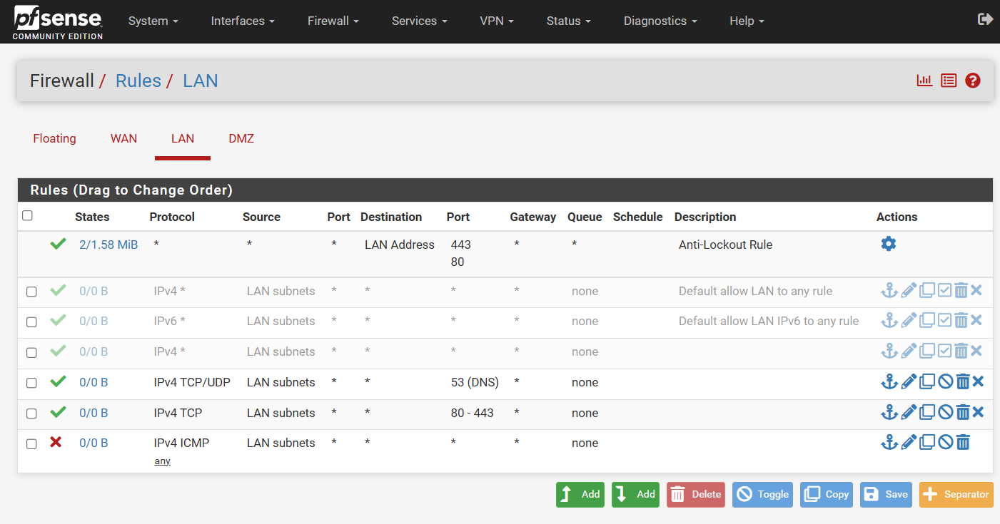 pfsense System Interfaces Firewall Services VPN Status Diagnostics Help
COMMUNITY EDITION
Firewall / Rules / LAN
Floating WAN LAN DMZ
Rules (Drag to Change Order)
States Protocol Source Port Destination Port Gateway Queue Schedule Description Actions
2/1.58 MiB * * * LAN Address 443 * * Anti-Lockout Rule
80
0/0 B IPv4 * LAN subnets * * * * none Default allow LAN to any rule
0/0 B IPv6 * LAN subnets * * * * none Default allow LAN IPv6 to any rule
0/0 B IPv4 * LAN subnets * * * * none
0/0 B IPv4 TCP/UDP LAN subnets * * 53 (DNS) * none
0/0 B IPv4 TCP LAN subnets * * 80 - 443 * none
0/0 B IPv4 ICMP LAN subnets * * * * none
any
Add Add Delete Toggle Copy Save Separator